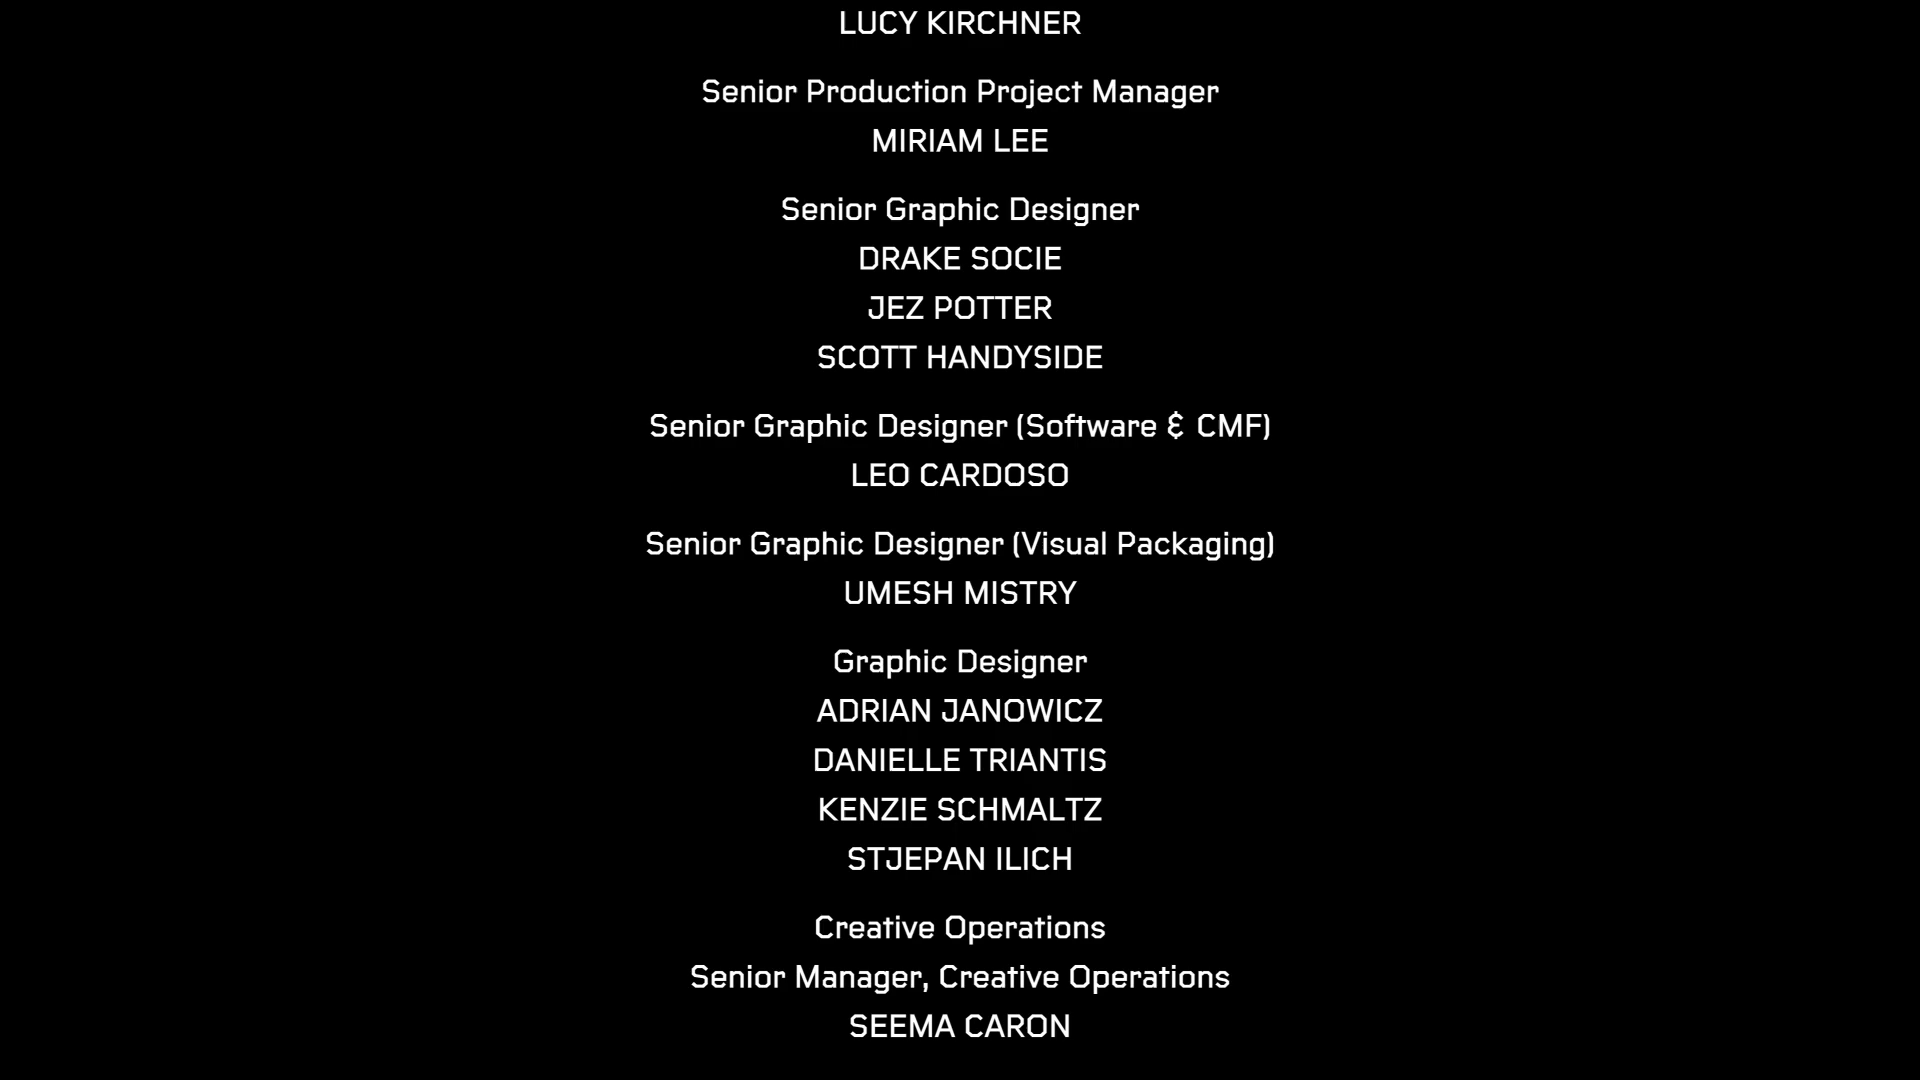 LUCY KIRCHNER
Senior Production Project Manager
MIRIAM LEE
Senior Graphic Designer
DRAKE SOCIE
JEZ POTTER
SCOTT HANDYSIDE
Senior Graphic Designer (Software & CMF)
LEO CARDOSO
Senior Graphic Designer (Visual Packaging)
UMESH MISTRY
Graphic Designer
ADRIAN JANOWICZ
DANIELLE TRIANTIS
KENZIE SCHMALTZ
STJEPAN ILICH
Creative Operations
Senior Manager, Creative Operations
SEEMA CARON